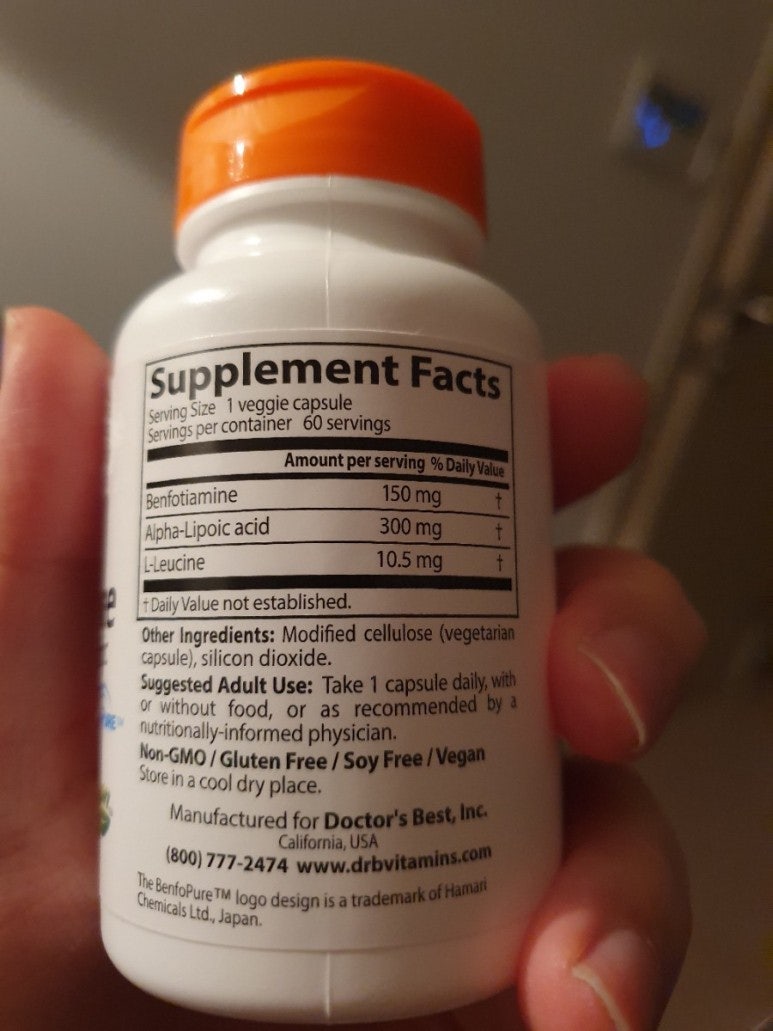 Supplement Facts
Serving Size 1 veggie capsule
Servings per container 60 servings
Amount per serving % Daily Value
Benfotiamine 150 mg †
Alpha-Lipoic acid 300 mg †
L-Leucine 10.5 mg †
† Daily Value not established.
Other Ingredients: Modified cellulose (vegetarian
capsule), silicon dioxide.
Suggested Adult Use: Take 1 capsule daily, with
or without food, or as recommended by a
nutritionally-informed physician.
Non-GMO / Gluten Free / Soy Free / Vegan
Store in a cool dry place.
Manufactured for Doctor's Best, Inc.
California, USA
(800) 777-2474 www.drbvitamins.com
The BenfoPure™ logo design is a trademark of Hamari
Chemicals Ltd., Japan.